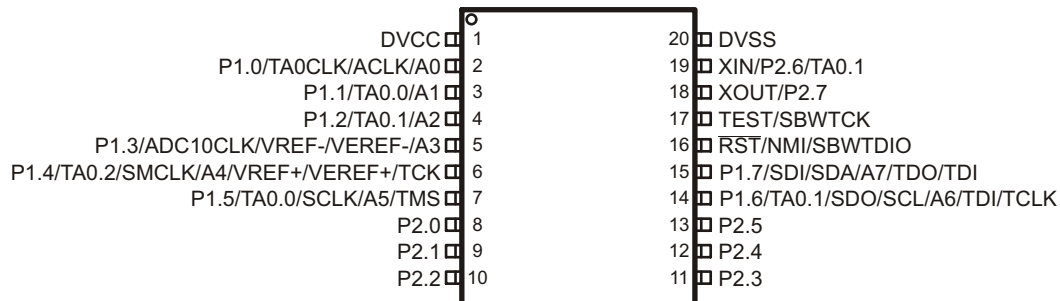 DVCC 1 20 DVSS
P1.0/TA0CLK/ACLK/A0 2 19 XIN/P2.6/TA0.1
P1.1/TA0.0/A1 3 18 XOUT/P2.7
P1.2/TA0.1/A2 4 17 TEST/SBWTCK
P1.3/ADC10CLK/VREF-/VEREF-/A3 5 16 RST/NMI/SBWTDIO
P1.4/TA0.2/SMCLK/A4/VREF+/VEREF+/TCK 6 15 P1.7/SDI/SDA/A7/TDO/TDI
P1.5/TA0.0/SCLK/A5/TMS 7 14 P1.6/TA0.1/SDO/SCL/A6/TDI/TCLK
P2.0 8 13 P2.5
P2.1 9 12 P2.4
P2.2 10 11 P2.3